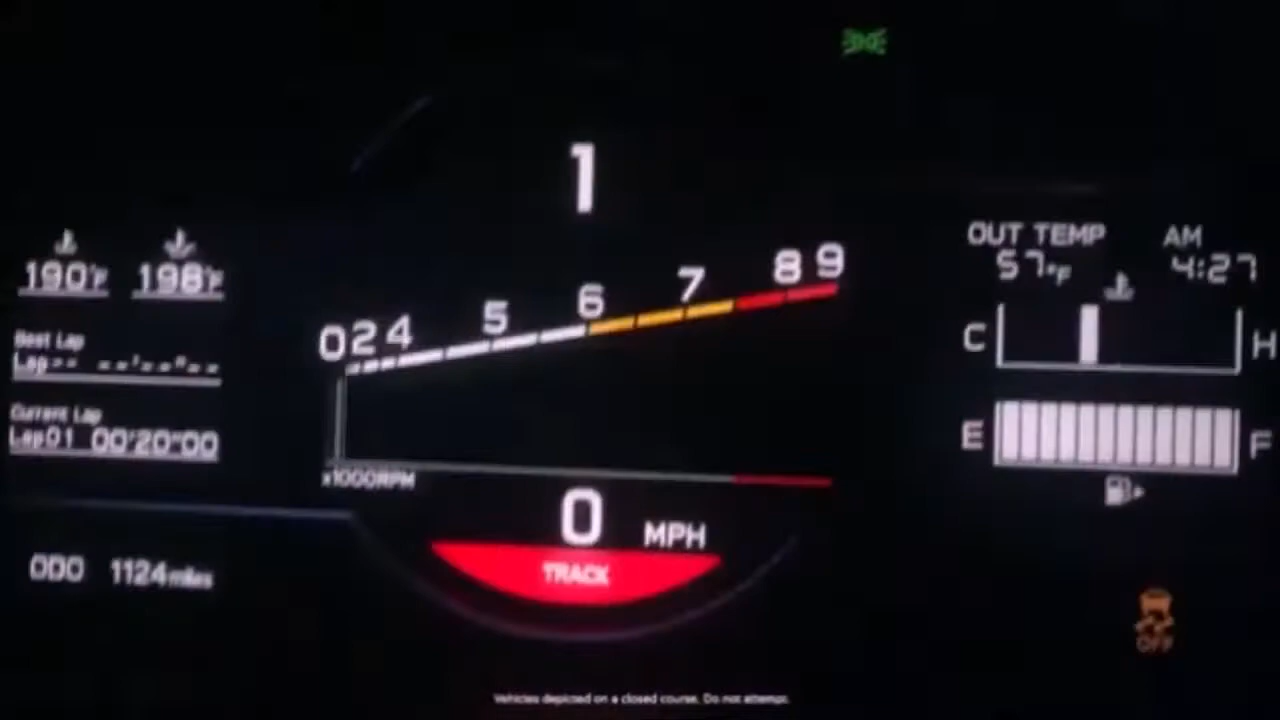 1
190°F 198°F
Best Lap
Lap-- --'--"--
Current Lap
Lap01 00'20"00
ODO 1124 miles
0 2 4 5 6 7 8 9
x1000RPM
0 MPH
TRACK
OUT TEMP AM
57°F 4:27
C H
E F
OFF
Vehicles depicted on a closed course. Do not attempt.